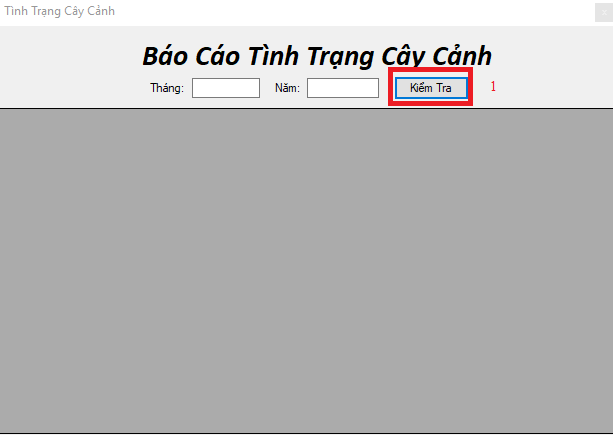 Tình Trạng Cây Cảnh
Báo Cáo Tình Trạng Cây Cảnh
Tháng: Năm: Kiểm Tra 1